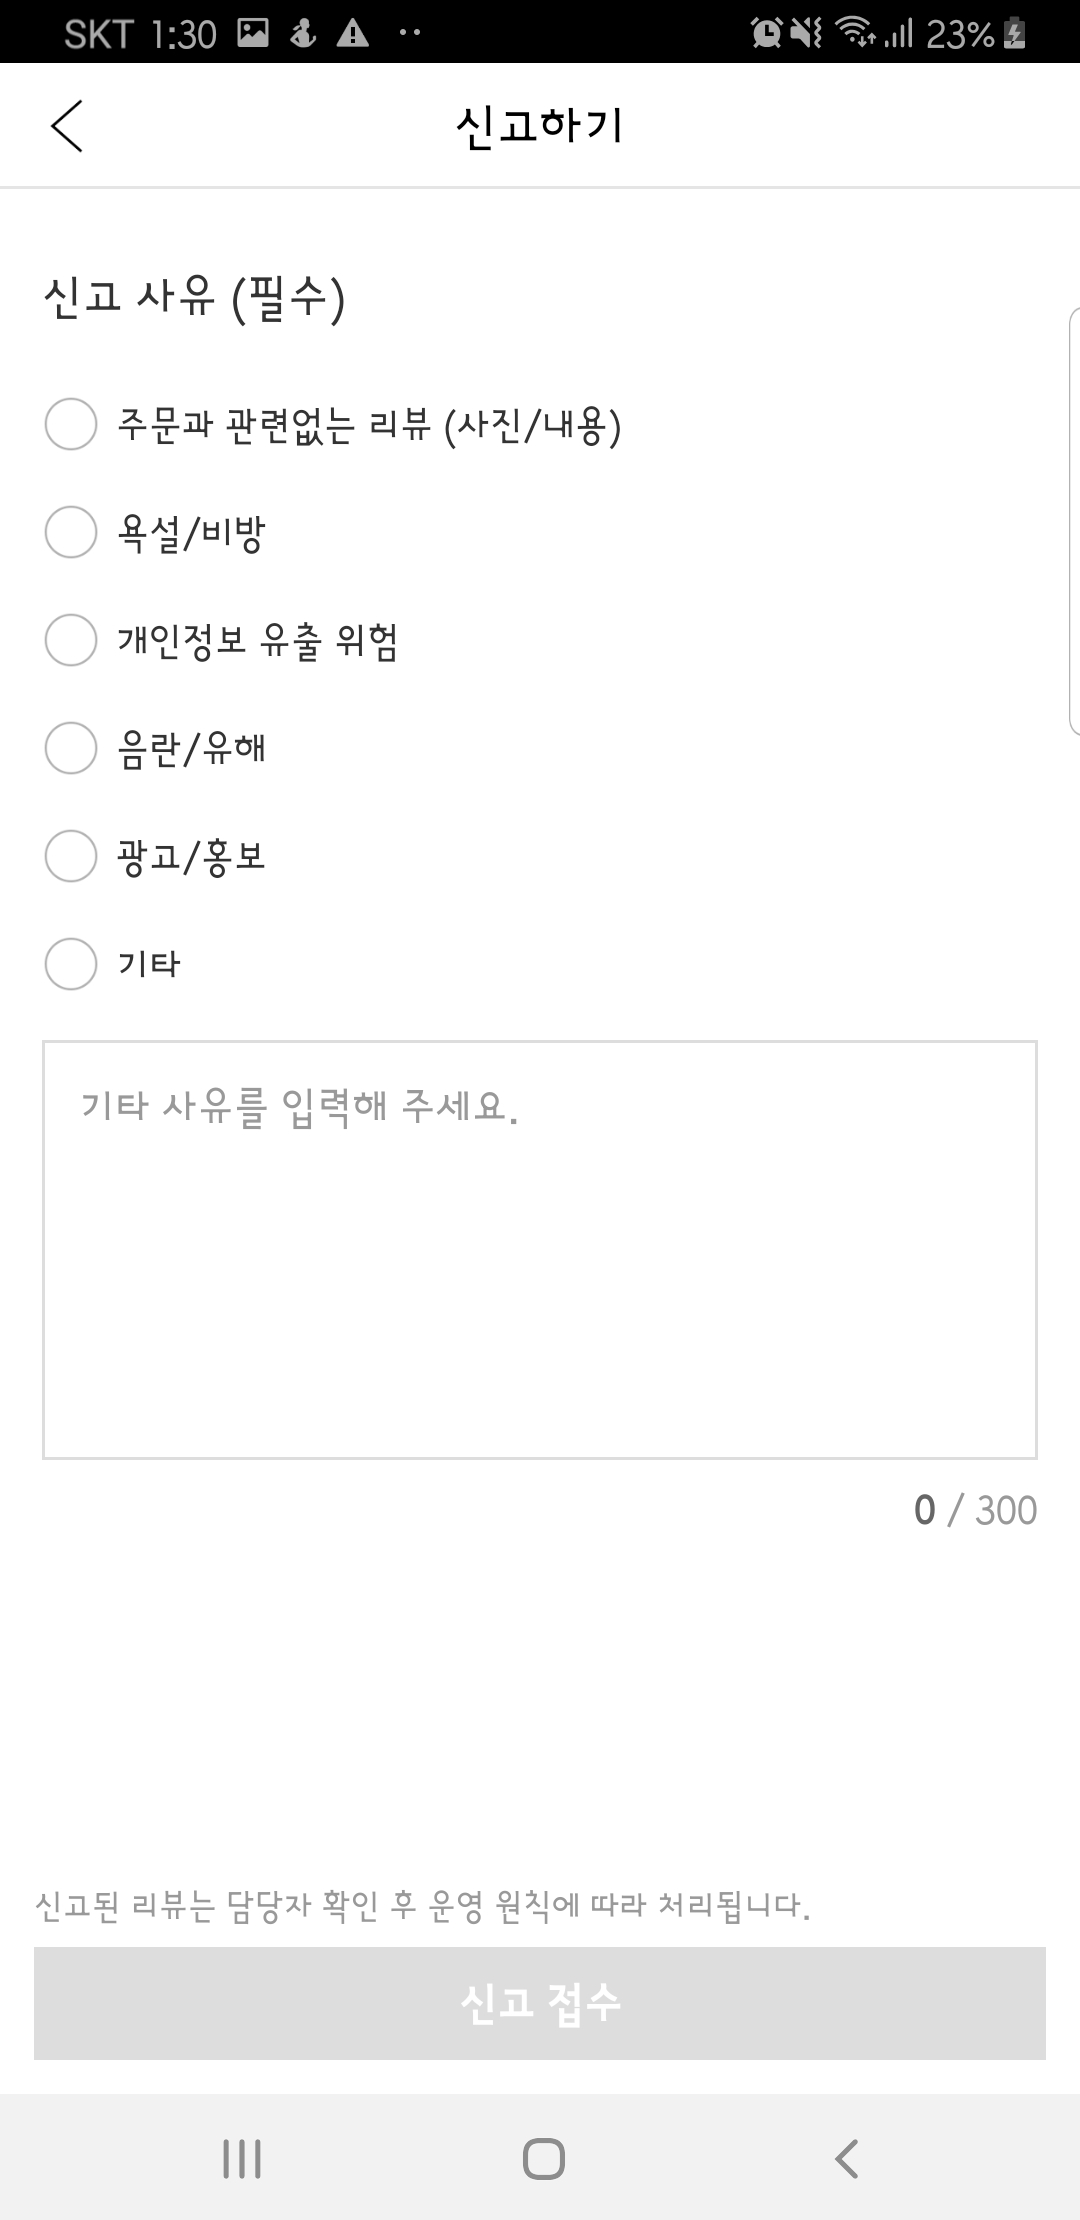 SKT 1:30 23%
신고하기
신고 사유 (필수)
주문과 관련없는 리뷰 (사진/내용)
욕설/비방
개인정보 유출 위험
음란/유해
광고/홍보
기타
기타 사유를 입력해 주세요.
0 / 300
신고된 리뷰는 담당자 확인 후 운영 원칙에 따라 처리됩니다.
신고 접수